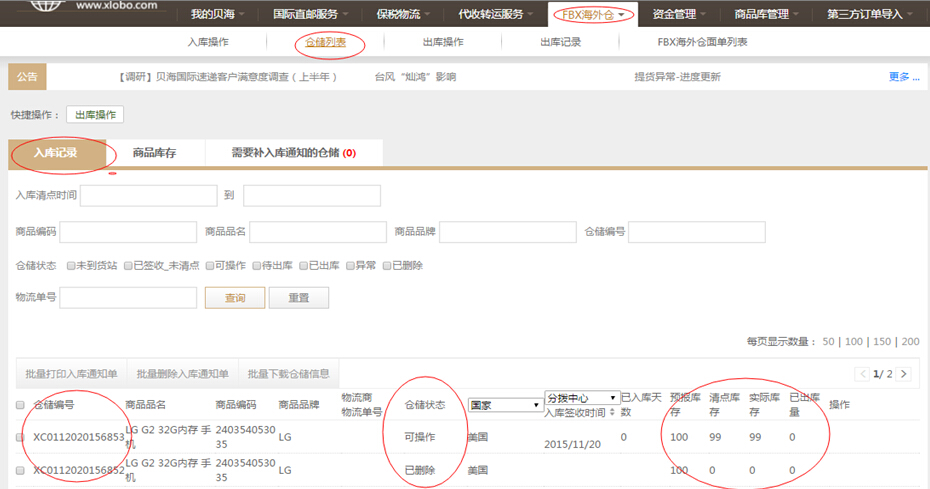 www.xlobo.com
我的贝海 国际直邮服务 保税物流 代收转运服务 FBX海外仓 资金管理 商品库管理 第三方订单导入
入库操作 仓储列表 出库操作 出库记录 FBX海外仓面单列表
公告 【调研】贝海国际速递客户满意度调查（上半年） 台风“灿鸿”影响 提货异常-进度更新 更多 ...
快捷操作： 出库操作
入库记录 商品库存 需要补入库通知的仓储 (0)
入库清点时间 到
商品编码 商品品名 商品品牌 仓储编号
仓储状态 未到货站 已签收_未清点 可操作 待出库 已出库 异常 已删除
物流单号 查询 重置
每页显示数量： 50 | 100 | 150 | 200
批量打印入库通知单 批量删除入库通知单 批量下载仓储信息 1/ 2
仓储编号 商品品名 商品编码 商品品牌 物流商 物流单号 仓储状态 国家 分拨中心 入库签收时间 已入库天数 预报库存 清点库存 实际库存 已出库量 操作
XC0112020156853 LG G2 32G内存 手机 240354053035 LG 可操作 美国 2015/11/20 0 100 99 99 0
XC0112020156852 LG G2 32G内存 手机 240354053035 LG 已删除 美国 100 0 0 0